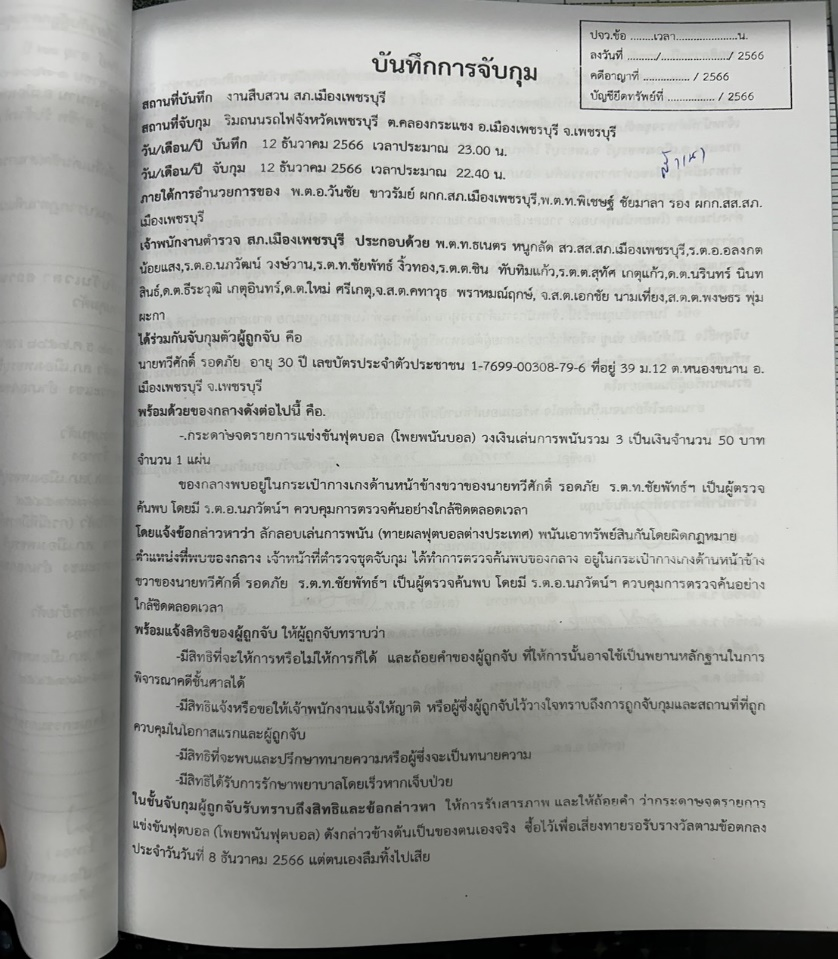 ปจว.ข้อ ........เวลา......................น.
ลงวันที่ ........../......................../ 2566
คดีอาญาที่ ................ / 2566
บัญชียึดทรัพย์ที่ ................ / 2566
บันทึกการจับกุม
สถานที่บันทึก งานสืบสวน สภ.เมืองเพชรบุรี
สถานที่จับกุม ริมถนนรถไฟจังหวัดเพชรบุรี ต.คลองกระแชง อ.เมืองเพชรบุรี จ.เพชรบุรี
วัน/เดือน/ปี บันทึก 12 ธันวาคม 2566 เวลาประมาณ 23.00 น.
สำเนา
วัน/เดือน/ปี จับกุม 12 ธันวาคม 2566 เวลาประมาณ 22.40 น.
ภายใต้การอำนวยการของ พ.ต.อ.วันชัย ขาวรัมย์ ผกก.สภ.เมืองเพชรบุรี,พ.ต.ท.พิเชษฐ์ ชัยมาลา รอง ผกก.สส.สภ.
เมืองเพชรบุรี
เจ้าพนักงานตำรวจ สภ.เมืองเพชรบุรี ประกอบด้วย พ.ต.ท.ธเนตร หนูกลัด สว.สส.สภ.เมืองเพชรบุรี,ร.ต.อ.อลงกต
น้อยแสง,ร.ต.อ.นภวัฒน์ วงษ์วาน,ร.ต.ท.ชัยพัทธ์ งิ้วทอง,ร.ต.ต.ชิน ทับทิมแก้ว,ร.ต.ต.สุทัศ เกตุแก้ว,ด.ต.นรินทร์ นินท
สินธ์,ด.ต.ธีระวุฒิ เกตุอินทร์,ด.ต.ใหม่ ศรีเกตุ,จ.ส.ต.คทาวุธ พราหมณ์ฤกษ์, จ.ส.ต.เอกชัย นามเที่ยง,ส.ต.ต.พงษธร พุ่ม
ผะกา
ได้ร่วมกันจับกุมตัวผู้ถูกจับ คือ
นายทวีศักดิ์ รอดภัย อายุ 30 ปี เลขบัตรประจำตัวประชาชน 1-7699-00308-79-6 ที่อยู่ 39 ม.12 ต.หนองขนาน อ.
เมืองเพชรบุรี จ.เพชรบุรี
พร้อมด้วยของกลางดังต่อไปนี้ คือ.
-.กระดาษจดรายการแข่งขันฟุตบอล (โพยพนันบอล) วงเงินเล่นการพนันรวม 3 เป็นเงินจำนวน 50 บาท
จำนวน 1 แผ่น
ของกลางพบอยู่ในกระเป๋ากางเกงด้านหน้าข้างขวาของนายทวีศักดิ์ รอดภัย ร.ต.ท.ชัยพัทธ์ฯ เป็นผู้ตรวจ
ค้นพบ โดยมี ร.ต.อ.นภวัตน์ฯ ควบคุมการตรวจค้นอย่างใกล้ชิดตลอดเวลา
โดยแจ้งข้อกล่าวหาว่า ลักลอบเล่นการพนัน (ทายผลฟุตบอลต่างประเทศ) พนันเอาทรัพย์สินกันโดยผิดกฎหมาย
ตำแหน่งที่พบของกลาง เจ้าหน้าที่ตำรวจชุดจับกุม ได้ทำการตรวจค้นพบของกลาง อยู่ในกระเป๋ากางเกงด้านหน้าข้าง
ขวาของนายทวีศักดิ์ รอดภัย ร.ต.ท.ชัยพัทธ์ฯ เป็นผู้ตรวจค้นพบ โดยมี ร.ต.อ.นภวัตน์ฯ ควบคุมการตรวจค้นอย่าง
ใกล้ชิดตลอดเวลา
พร้อมแจ้งสิทธิของผู้ถูกจับ ให้ผู้ถูกจับทราบว่า
-มีสิทธิที่จะให้การหรือไม่ให้การก็ได้ และถ้อยคำของผู้ถูกจับ ที่ให้การนั้นอาจใช้เป็นพยานหลักฐานในการ
พิจารณาคดีชั้นศาลได้
-มีสิทธิแจ้งหรือขอให้เจ้าพนักงานแจ้งให้ญาติ หรือผู้ซึ่งผู้ถูกจับไว้วางใจทราบถึงการถูกจับกุมและสถานที่ที่ถูก
ควบคุมในโอกาสแรกและผู้ถูกจับ
-มีสิทธิที่จะพบและปรึกษาทนายความหรือผู้ซึ่งจะเป็นทนายความ
-มีสิทธิได้รับการรักษาพยาบาลโดยเร็วหากเจ็บป่วย
ในชั้นจับกุมผู้ถูกจับรับทราบถึงสิทธิและข้อกล่าวหา ให้การรับสารภาพ และให้ถ้อยคำ ว่ากระดาษจดรายการ
แข่งขันฟุตบอล (โพยพนันฟุตบอล) ดังกล่าวข้างต้นเป็นของตนเองจริง ซื้อไว้เพื่อเสี่ยงทายรอรับรางวัลตามข้อตกลง
ประจำวันวันที่ 8 ธันวาคม 2566 แต่ตนเองลืมทิ้งไปเสีย